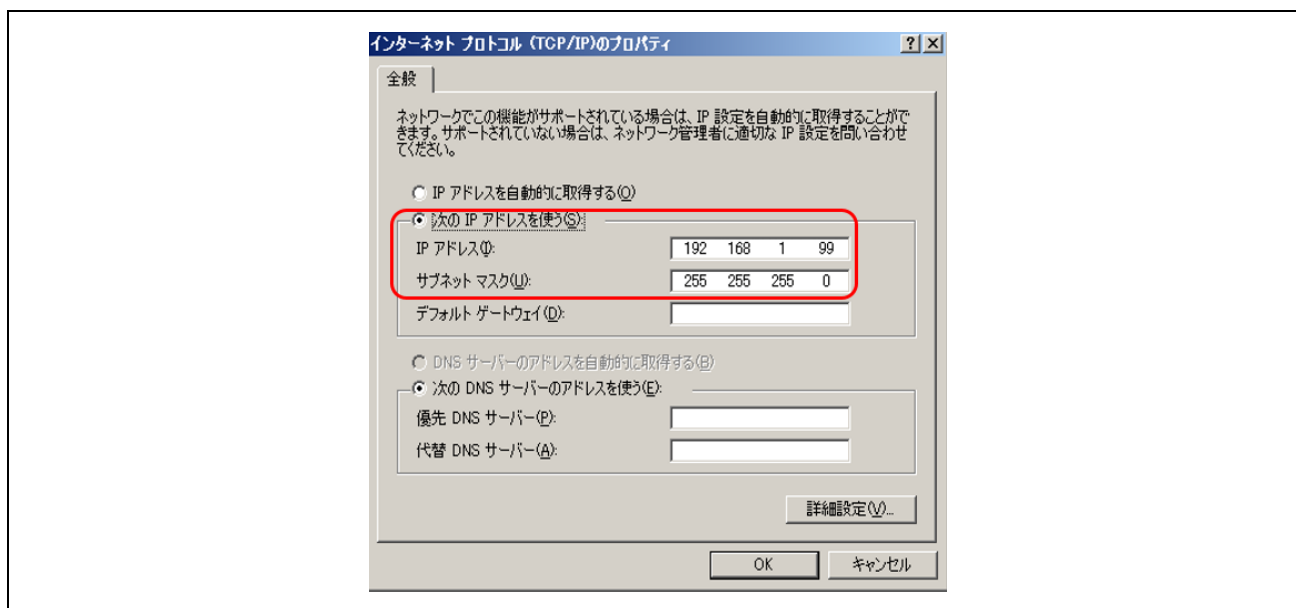 インターネット プロトコル (TCP/IP)のプロパティ
? ×
全般
ネットワークでこの機能がサポートされている場合は、IP 設定を自動的に取得することがで
きます。サポートされていない場合は、ネットワーク管理者に適切な IP 設定を問い合わせ
てください。
IP アドレスを自動的に取得する(O)
次の IP アドレスを使う(S):
IP アドレス(I): 192 168 1 99
サブネット マスク(U): 255 255 255 0
デフォルト ゲートウェイ(D):
DNS サーバーのアドレスを自動的に取得する(B)
次の DNS サーバーのアドレスを使う(E):
優先 DNS サーバー(P):
代替 DNS サーバー(A):
詳細設定(V)...
OK キャンセル